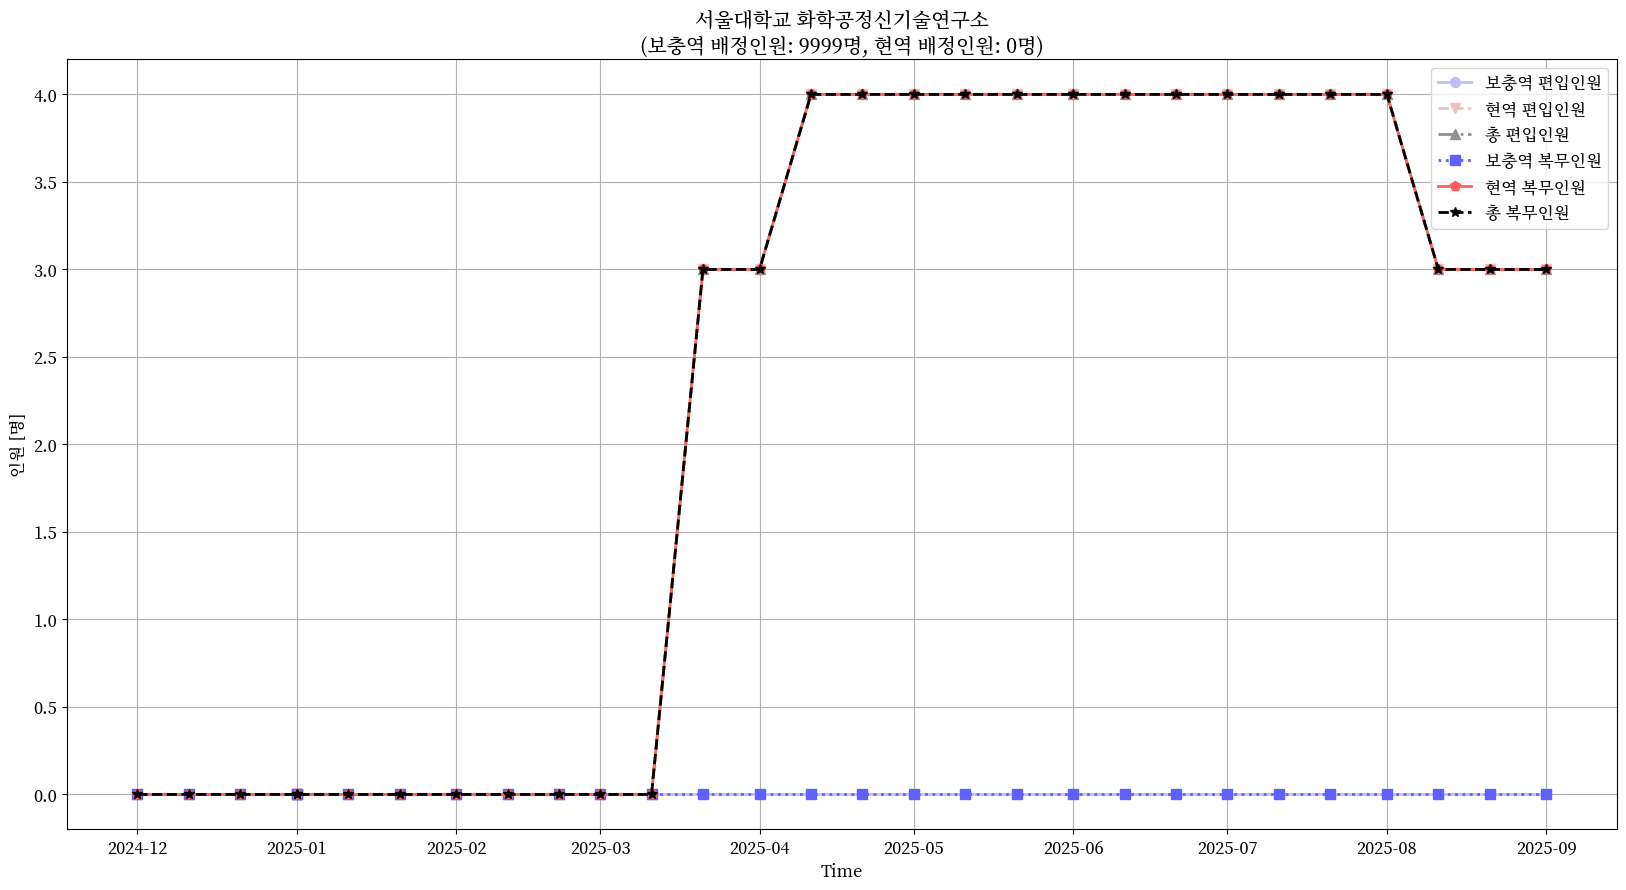 서울대학교 화학공정신기술연구소
(보충역 배정인원: 9999명, 현역 배정인원: 0명)
보충역 편입인원
현역 편입인원
총 편입인원
보충역 복무인원
현역 복무인원
총 복무인원
인원 [명]
4.0
3.5
3.0
2.5
2.0
1.5
1.0
0.5
0.0
2024-12 2025-01 2025-02 2025-03 2025-04 2025-05 2025-06 2025-07 2025-08 2025-09
Time